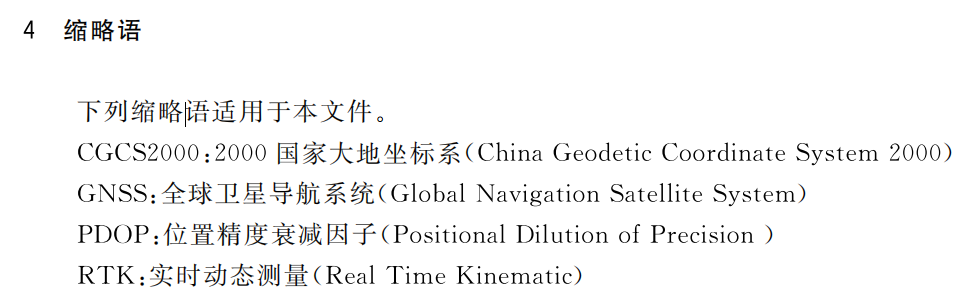 4 缩略语
下列缩略语适用于本文件。
CGCS2000:2000 国家大地坐标系(China Geodetic Coordinate System 2000)
GNSS:全球卫星导航系统(Global Navigation Satellite System)
PDOP:位置精度衰减因子(Positional Dilution of Precision )
RTK:实时动态测量(Real Time Kinematic)